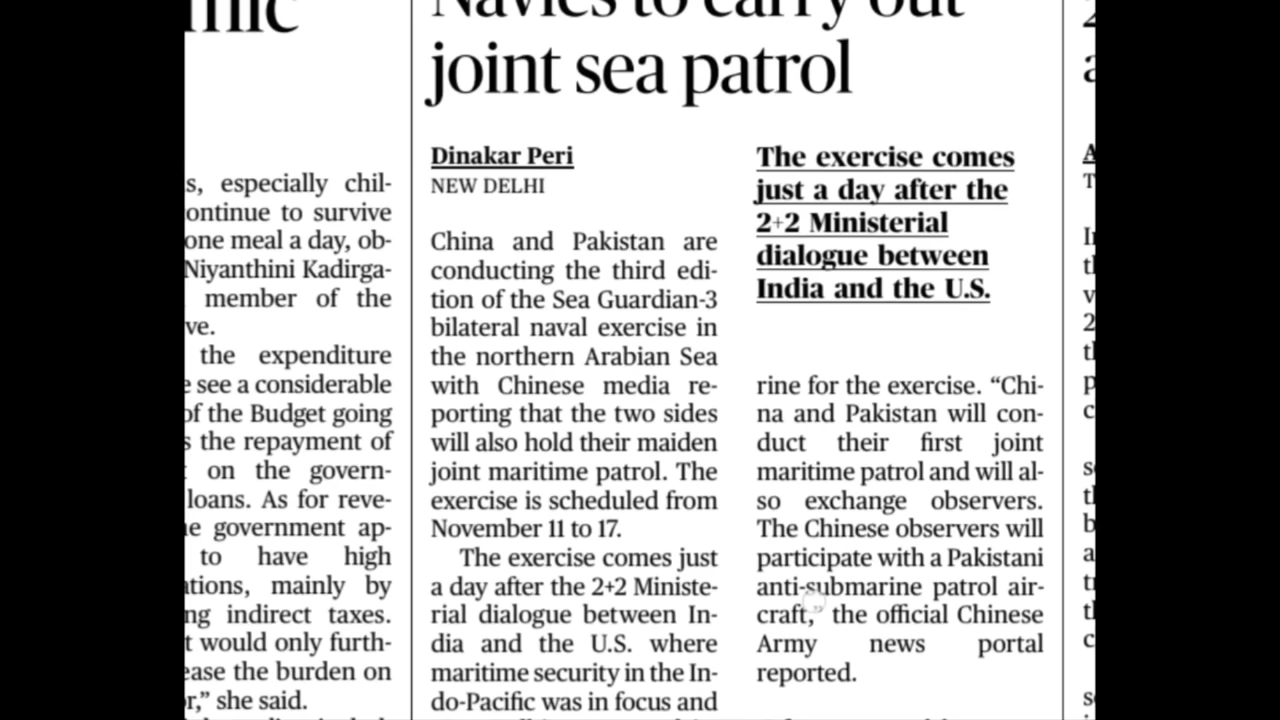 Navies to carry out
joint sea patrol
s, especially chil-
ontinue to survive
one meal a day, ob-
Niyanthini Kadirga-
member of the
ve.
the expenditure
e see a considerable
of the Budget going
s the repayment of
on the govern-
loans. As for reve-
e government ap-
to have high
ations, mainly by
ng indirect taxes.
t would only furth-
ease the burden on
r,” she said.
Dinakar Peri
NEW DELHI
China and Pakistan are
conducting the third edi-
tion of the Sea Guardian-3
bilateral naval exercise in
the northern Arabian Sea
with Chinese media re-
porting that the two sides
will also hold their maiden
joint maritime patrol. The
exercise is scheduled from
November 11 to 17.
The exercise comes just
a day after the 2+2 Ministe-
rial dialogue between In-
dia and the U.S. where
maritime security in the In-
do-Pacific was in focus and
The exercise comes
just a day after the
2+2 Ministerial
dialogue between
India and the U.S.
rine for the exercise. “Chi-
na and Pakistan will con-
duct their first joint
maritime patrol and will al-
so exchange observers.
The Chinese observers will
participate with a Pakistani
anti-submarine patrol air-
craft,” the official Chinese
Army news portal
reported.